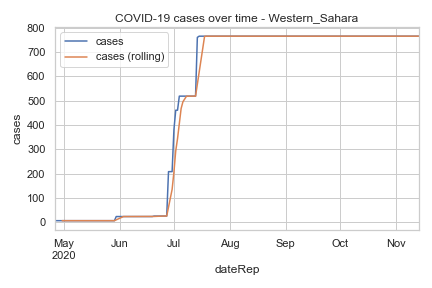 COVID-19 cases over time - Western_Sahara
cases
cases (rolling)
800
700
600
500
400
300
200
100
0
cases
May Jun Jul Aug Sep Oct Nov
2020
dateRep